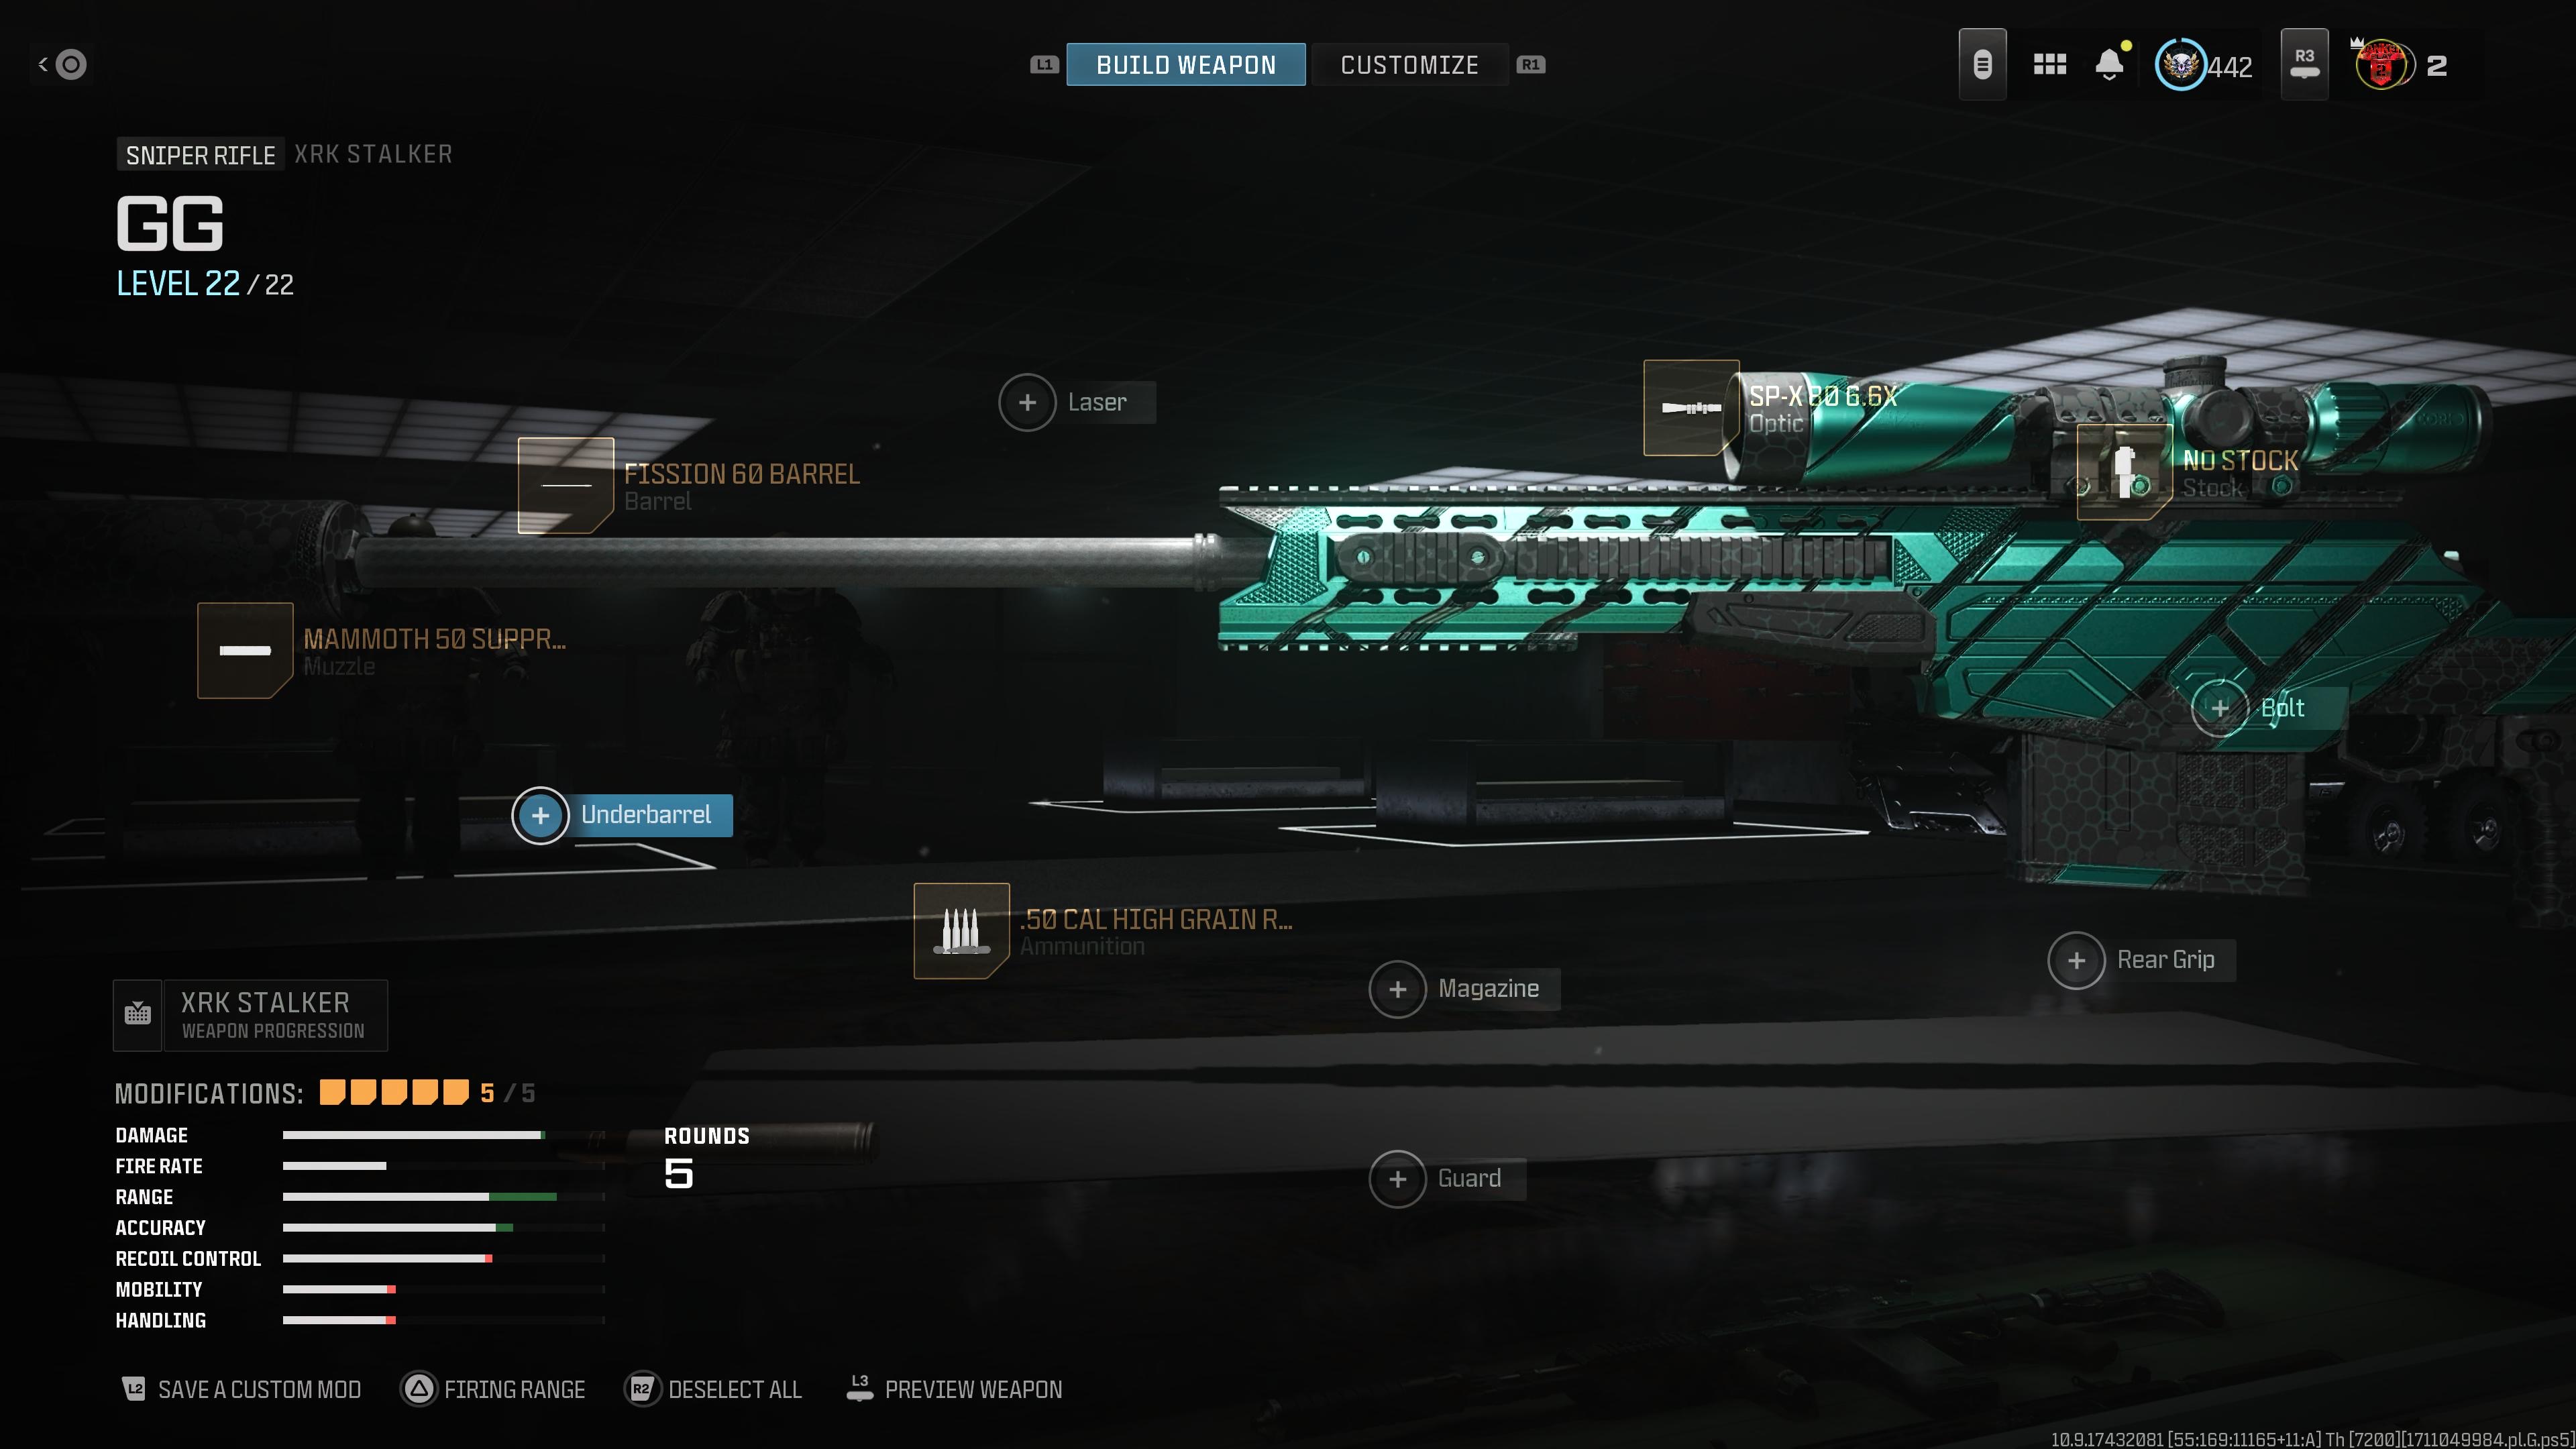 L1 BUILD WEAPON CUSTOMIZE R1
442 R3 2
SNIPER RIFLE XRK STALKER
GG
LEVEL 22 / 22
Laser
SP-X 80 6.6X
Optic
NO STOCK
Stock
FISSION 60 BARREL
Barrel
MAMMOTH 50 SUPPR...
Muzzle
Bolt
Underbarrel
.50 CAL HIGH GRAIN R...
Ammunition
Rear Grip
Magazine
XRK STALKER
WEAPON PROGRESSION
MODIFICATIONS: 5 / 5
DAMAGE
ROUNDS
5
FIRE RATE
RANGE
Guard
ACCURACY
RECOIL CONTROL
MOBILITY
HANDLING
L2 SAVE A CUSTOM MOD FIRING RANGE R2 DESELECT ALL L3 PREVIEW WEAPON
10.9.17432081 [55:169:11165+11:A] Th [7200][1711049984.pl.G.ps5]